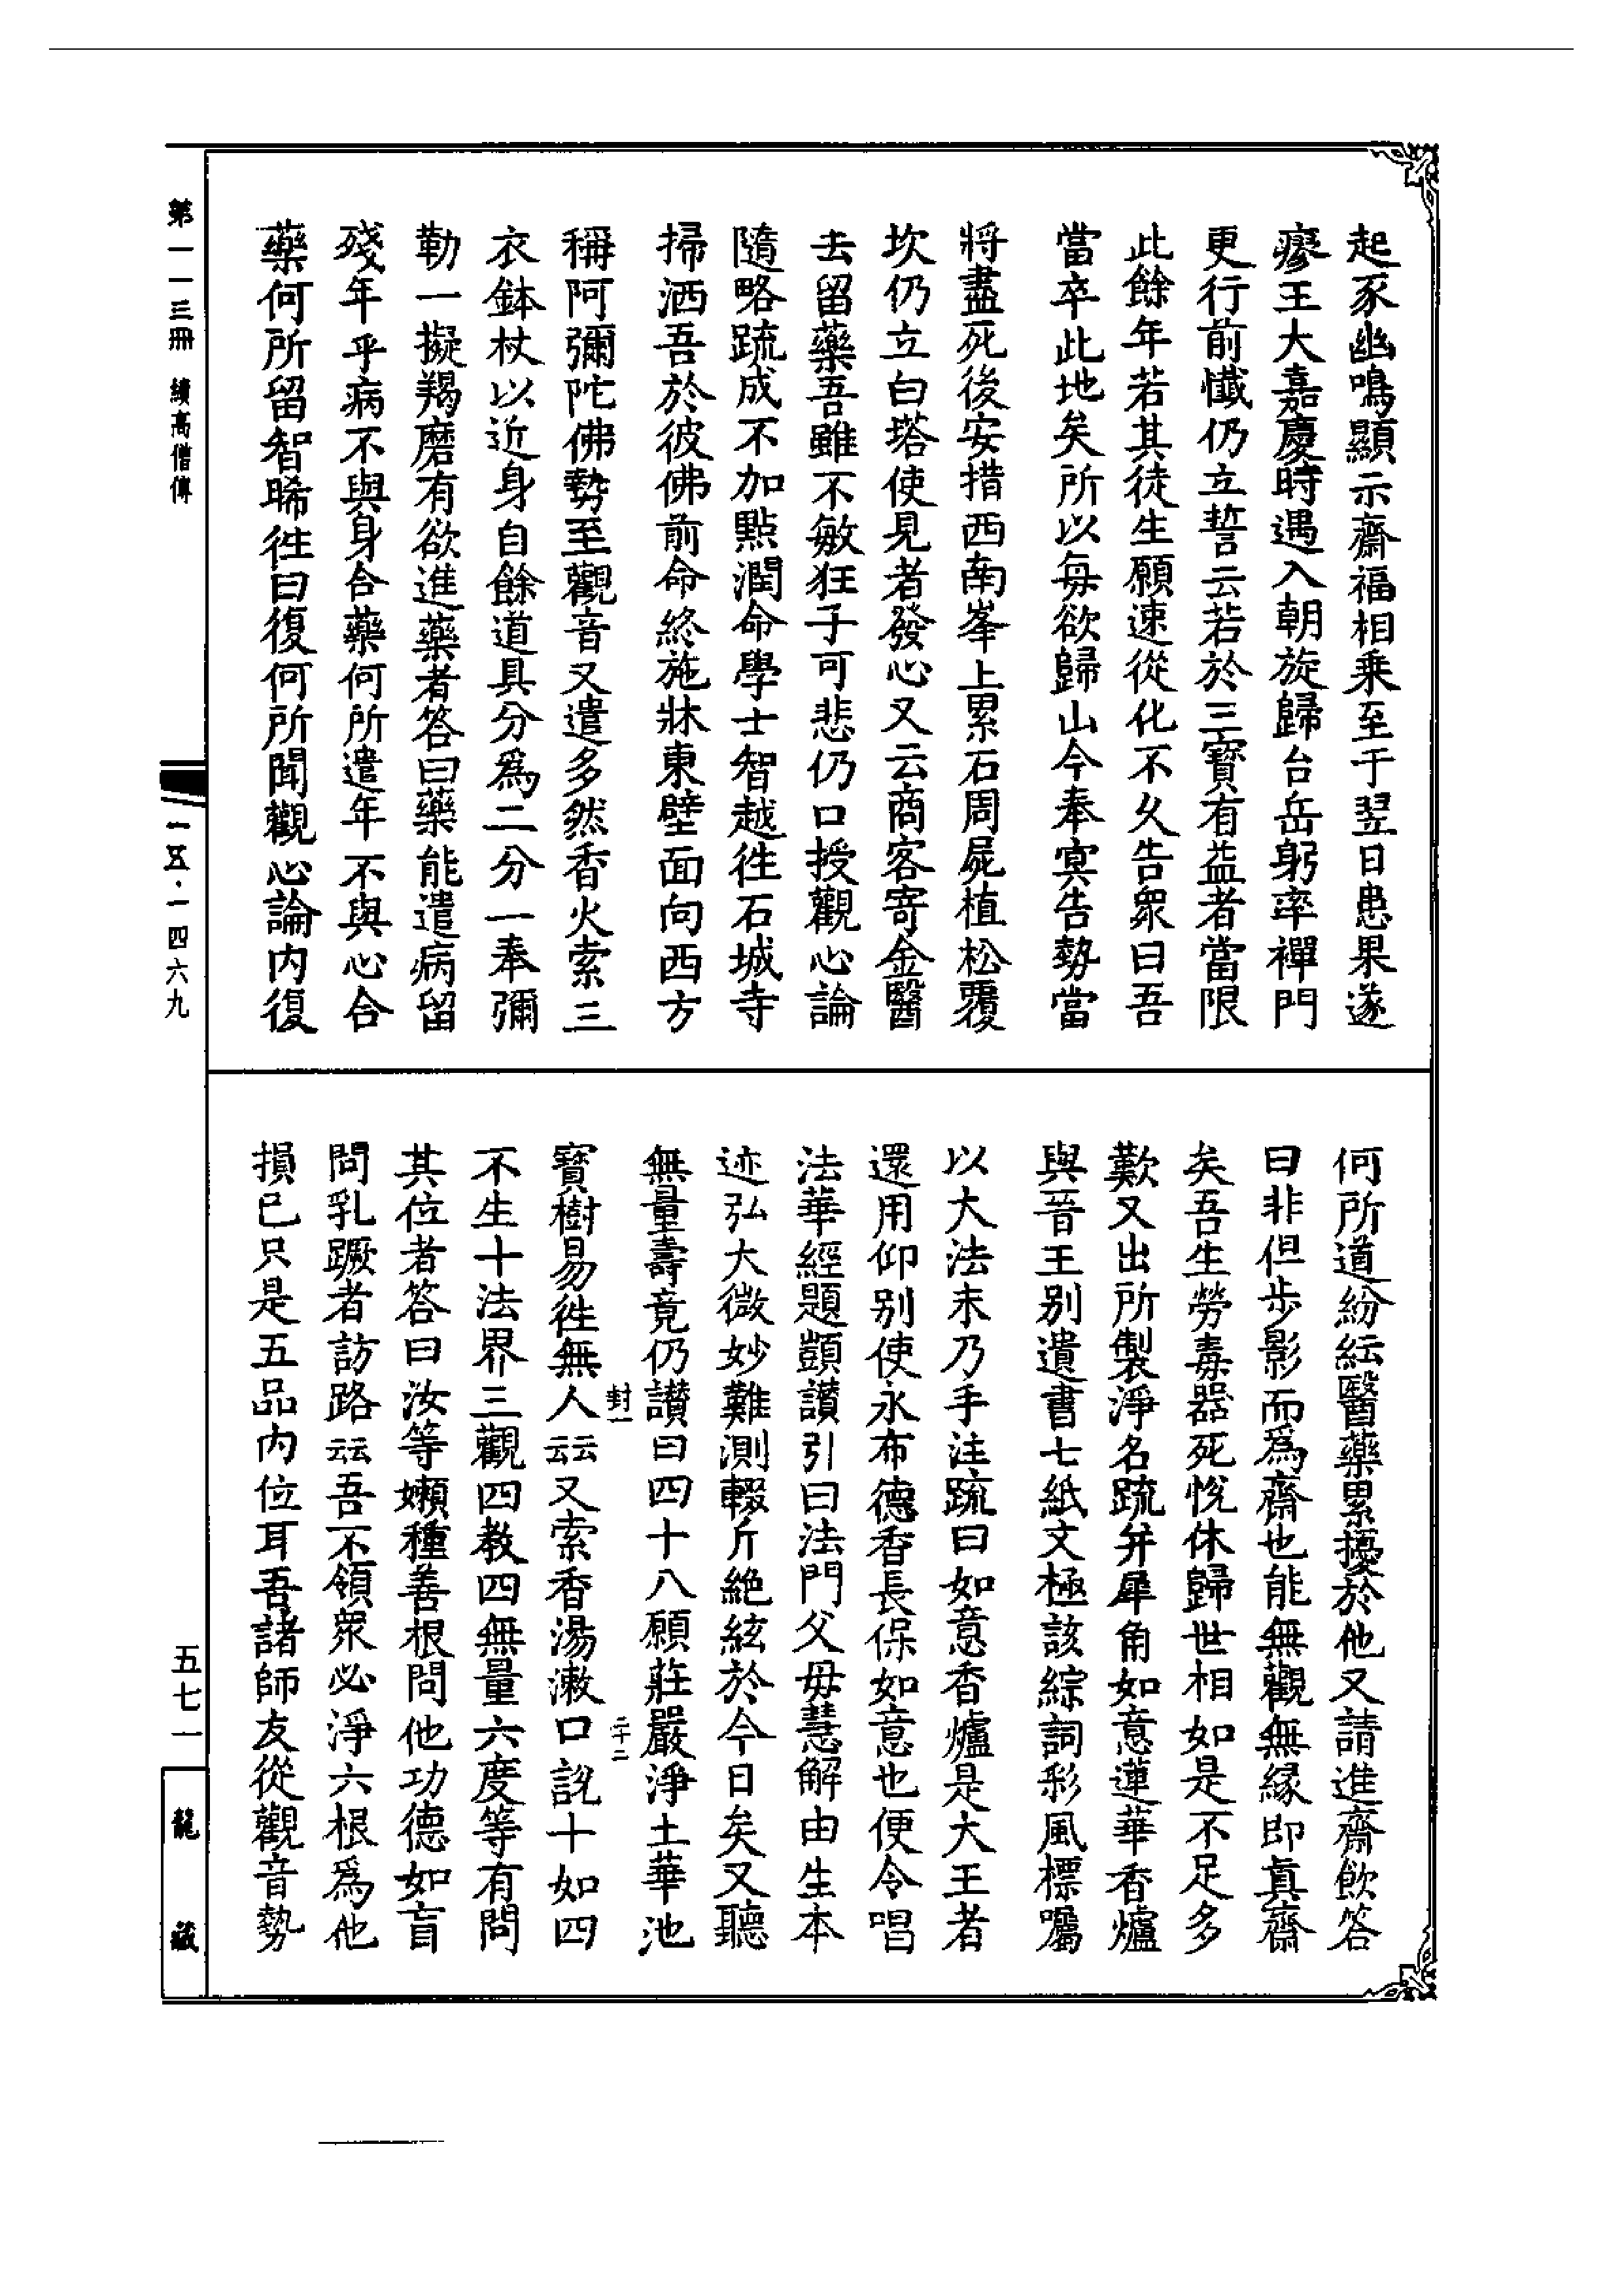 起豕幽鳴顯示齋福相乗至于翌日患果遂
瘳王大嘉慶時遇入朝旋歸台岳躬率禪門
更行前懺仍立誓云若於三寳有益者當限
此餘年若其徒生願速從化不乆告衆曰吾
當卒此地矣所以每欲歸山今奉㝠告勢當
將盡死後安措西南峯上累石周屍植松覆
坎仍立白塔使見者發心又云商客寄金醫
去留藥吾雖不敏狂子可悲仍口授觀心論
隨略疏成不加點潤命學士智越徃石城寺
掃洒吾於彼佛前命終施牀東壁面向西方
稱阿彌陀佛勢至觀音又遣多然香火索三
衣鉢杖以近身自餘道具分爲二分一奉彌
勒一擬羯磨有欲進藥者答曰藥能遣病留
殘年乎病不與身合藥何所遣年不與心合
藥何所留智晞徃曰復何所聞觀心論内復
何所道紛紜醫藥累擾於他又請進齋飲答
曰非但步影而爲齋也能無觀無縁即真齋
矣吾生勞毒器死悅休歸世相如是不足多
歎又出所製淨名疏并犀角如意蓮華香爐
與晉王别遺書七紙文極該綜詞彩風標嘱
以大法末乃手注疏曰如意香爐是大王者
還用仰别使永布德香長保如意也便令唱
法華經題顗讃引曰法門父母慧解由生本
迹弘大微妙難測輟斤絶絃於今日矣又聽
無量壽竟仍讃曰四十八願莊嚴淨土華池
寳樹易徃無人云云又索香湯漱口說十如四
封一
二十二
不生十法界三觀四教四無量六度等有問
其位者答曰汝等嬾種善根問他功德如盲
問乳蹶者訪路云云吾不領衆必淨六根爲他
損已只是五品内位耳吾諸師友從觀音勢
第一一三冊 續高僧傳
一五·一四六九
五七一
龍藏